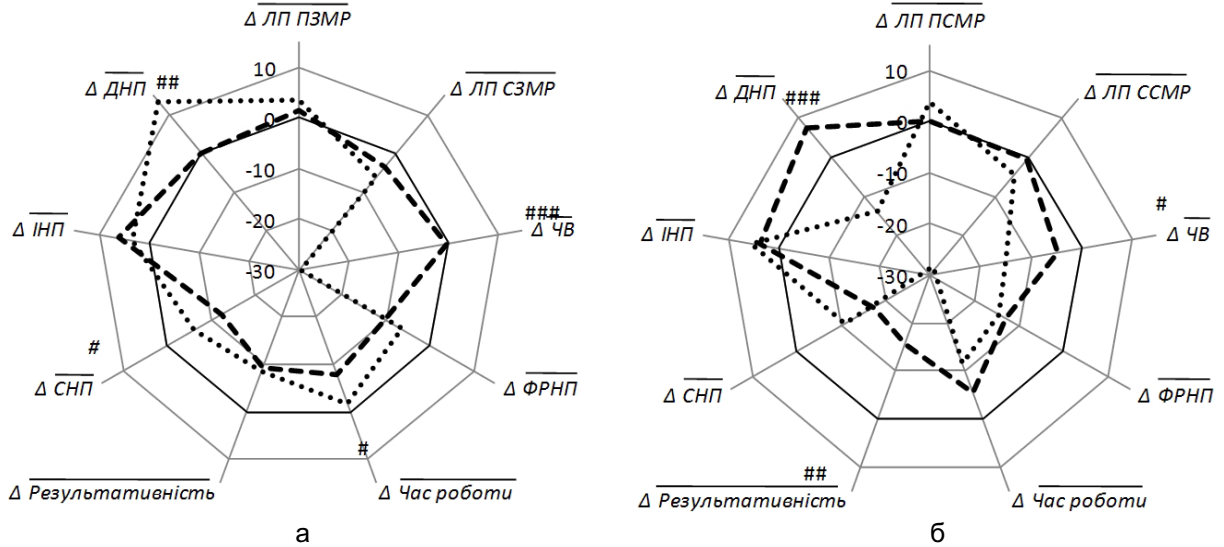 Δ ЛП ПЗМР
10
Δ ДНП
##
Δ ЛП СЗМР
0
-10
###
Δ ІНП
Δ ЧВ
-20
-30
#
Δ СНП
Δ ФРНП
#
Δ Результативність
Δ Час роботи
а
Δ ЛП ПСМР
10
Δ ДНП
###
Δ ЛП ССМР
0
-10
#
Δ ІНП
Δ ЧВ
-20
-30
Δ СНП
Δ ФРНП
##
Δ Результативність
Δ Час роботи
б